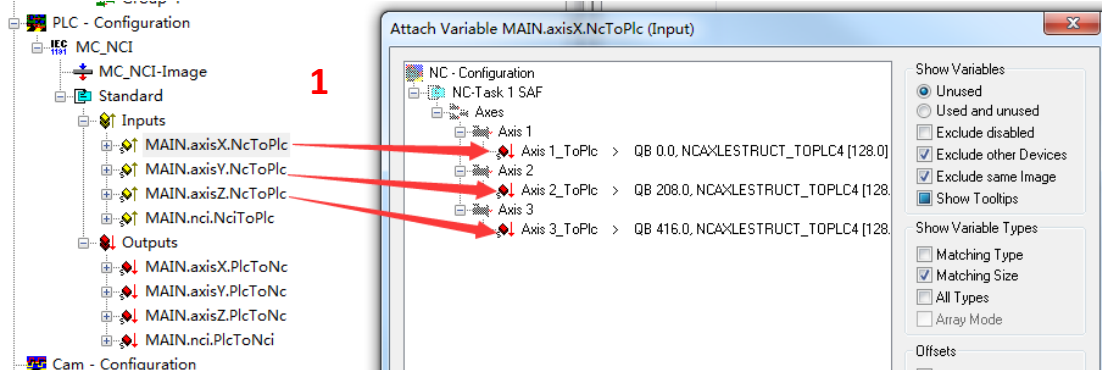 PLC - Configuration
IEC
1131
MC_NCI
MC_NCI-Image
Standard
Inputs
MAIN.axisX.NcToPlc
MAIN.axisY.NcToPlc
MAIN.axisZ.NcToPlc
MAIN.nci.NciToPlc
Outputs
MAIN.axisX.PlcToNc
MAIN.axisY.PlcToNc
MAIN.axisZ.PlcToNc
MAIN.nci.PlcToNci
Cam - Configuration
1
Attach Variable MAIN.axisX.NcToPlc (Input)
NC - Configuration
NC-Task 1 SAF
Axes
Axis 1
Axis 1_ToPlc > QB 0.0, NCAXLESTRUCT_TOPLC4 [128.0]
Axis 2
Axis 2_ToPlc > QB 208.0, NCAXLESTRUCT_TOPLC4 [128.
Axis 3
Axis 3_ToPlc > QB 416.0, NCAXLESTRUCT_TOPLC4 [128.
Show Variables
Unused
Used and unused
Exclude disabled
Exclude other Devices
Exclude same Image
Show Tooltips
Show Variable Types
Matching Type
Matching Size
All Types
Array Mode
Offsets